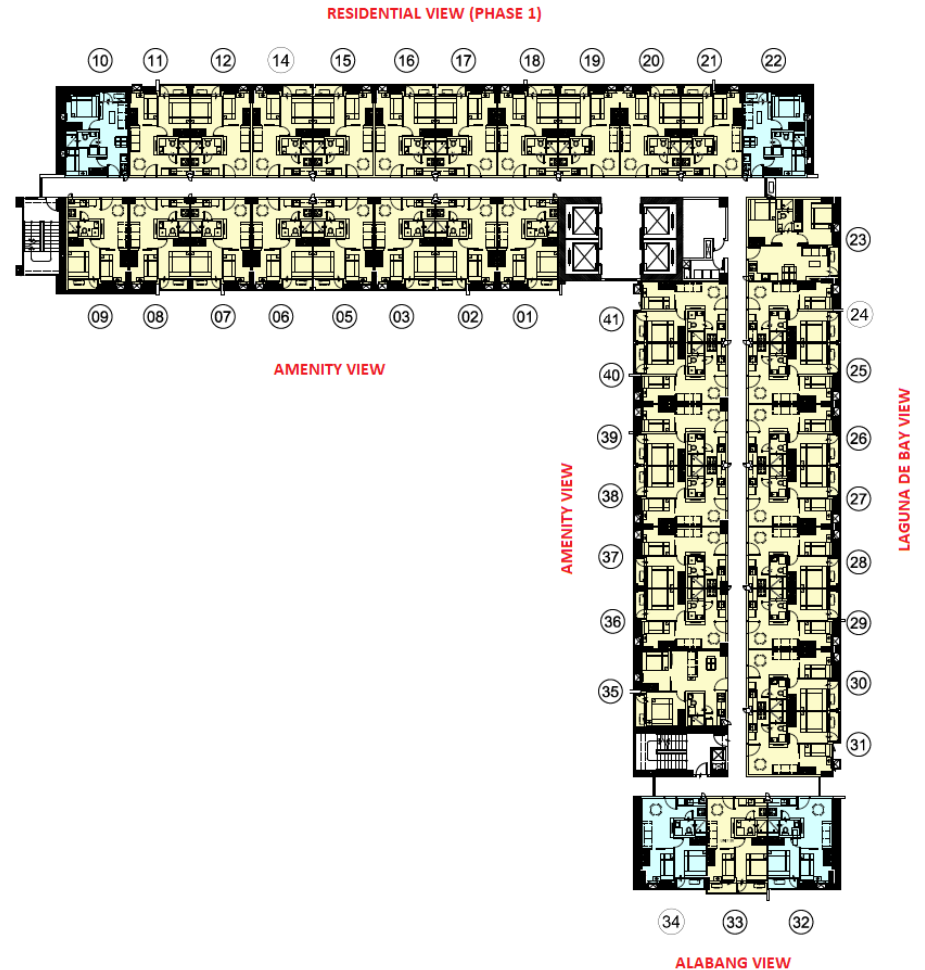 RESIDENTIAL VIEW (PHASE 1)
10 11 12 14 15 16 17 18 19 20 21 22
23
09 08 07 06 05 03 02 01
41
24
AMENITY VIEW
40
25
39
26
AMENITY VIEW
LAGUNA DE BAY VIEW
38
27
37
28
36
29
35
30
31
34 33 32
ALABANG VIEW